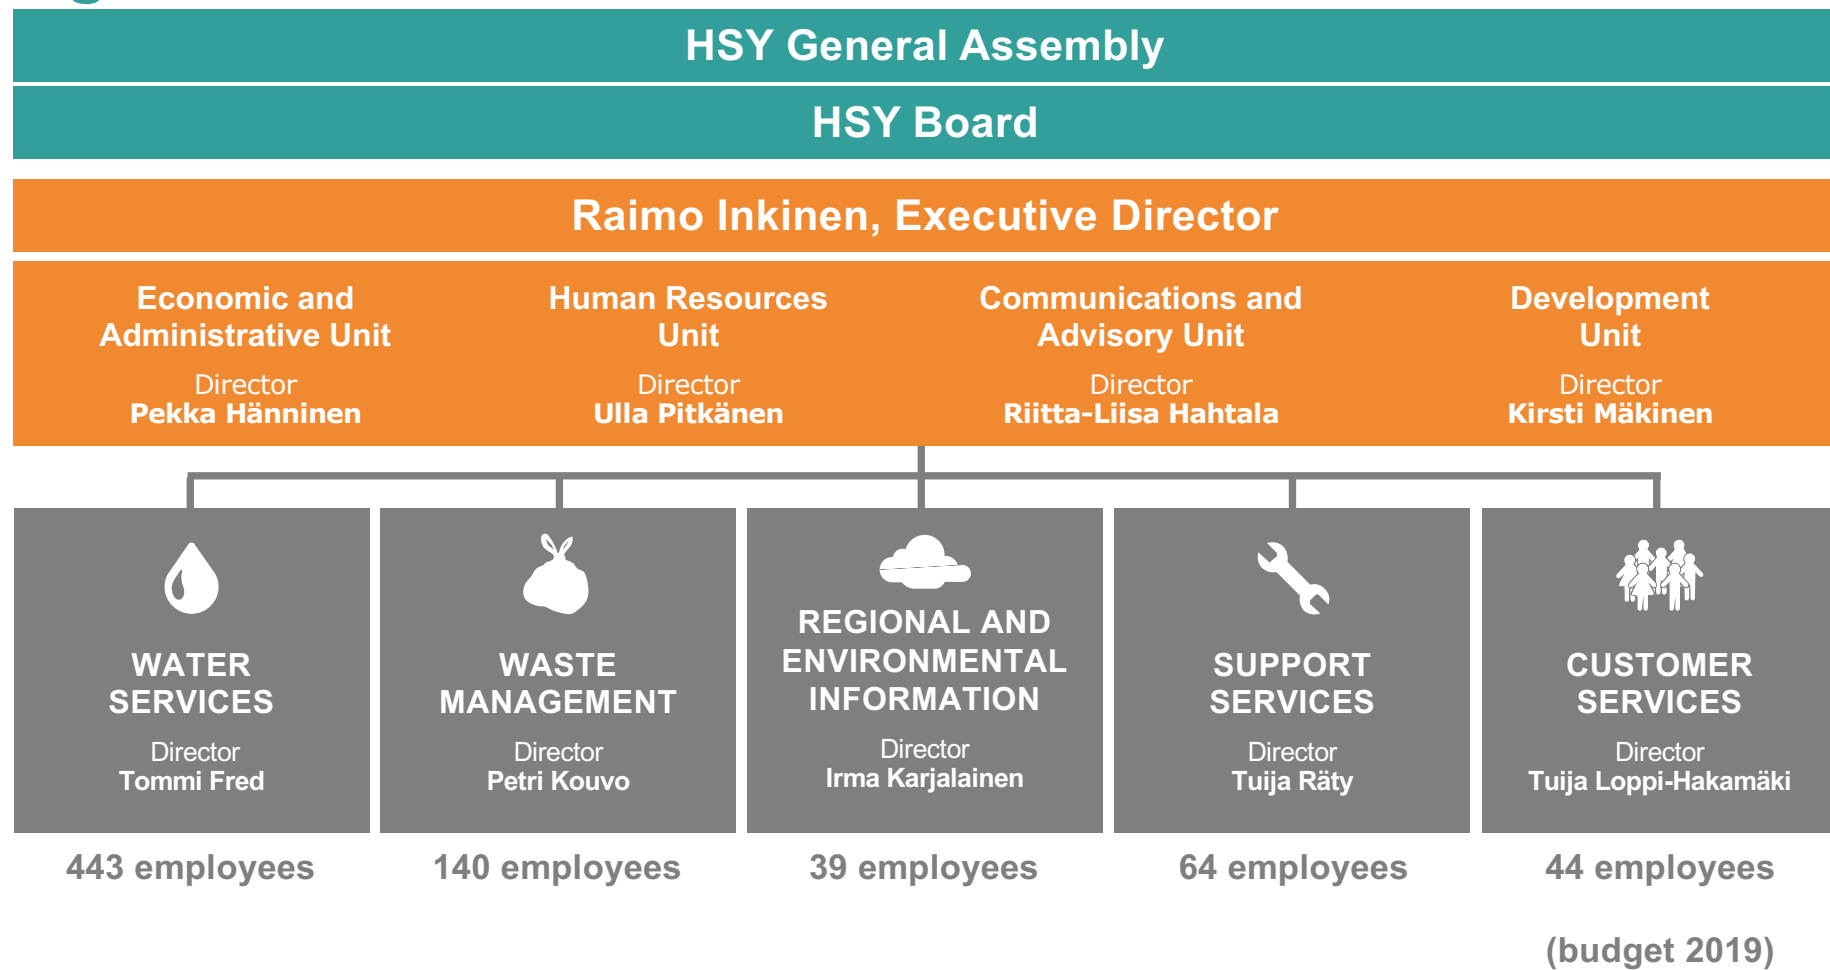 HSY General Assembly
HSY Board
Raimo Inkinen, Executive Director
Economic and
Administrative Unit
Director
Pekka Hänninen
Human Resources
Unit
Director
Ulla Pitkänen
Communications and
Advisory Unit
Director
Riitta-Liisa Hahtala
Development
Unit
Director
Kirsti Mäkinen
WATER
SERVICES
Director
Tommi Fred
443 employees
WASTE
MANAGEMENT
Director
Petri Kouvo
140 employees
REGIONAL AND
ENVIRONMENTAL
INFORMATION
Director
Irma Karjalainen
39 employees
SUPPORT
SERVICES
Director
Tuija Räty
64 employees
CUSTOMER
SERVICES
Director
Tuija Loppi-Hakamäki
44 employees
(budget 2019)